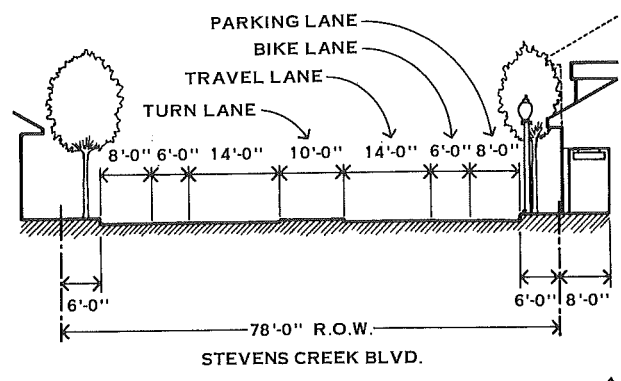 PARKING LANE
BIKE LANE
TRAVEL LANE
TURN LANE
8'-0" 6'-0" 14'-0" 10'-0" 14'-0" 6'-0" 8'-0"
6'-0" 6'-0" 8'-0"
78'-0" R.O.W.
STEVENS CREEK BLVD.